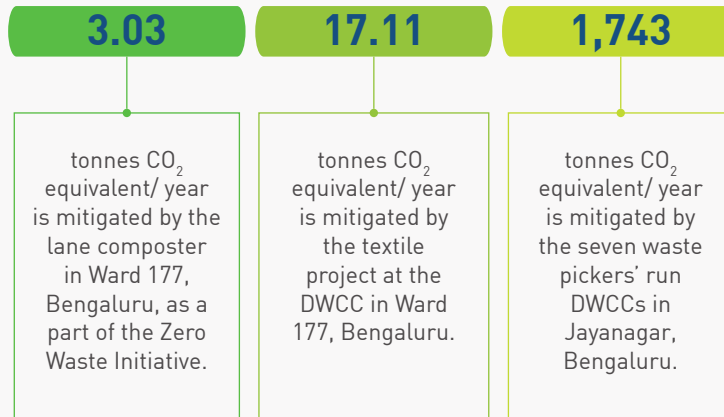 3.03
tonnes CO₂
equivalent/ year
is mitigated by the
lane composter
in Ward 177,
Bengaluru, as a
part of the Zero
Waste Initiative.
17.11
tonnes CO₂
equivalent/ year
is mitigated by
the textile
project at the
DWCC in Ward
177, Bengaluru.
1,743
tonnes CO₂
equivalent/ year
is mitigated by
the seven waste
pickers’ run
DWCCs in
Jayanagar,
Bengaluru.